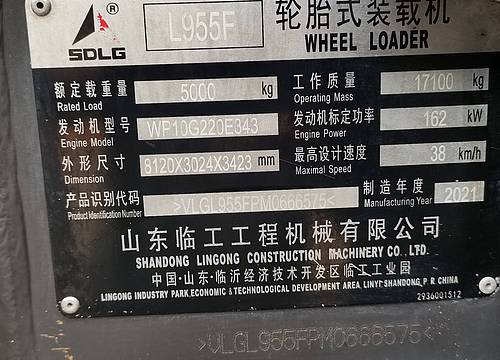 SDLG ®
L955F
轮胎式装载机
WHEEL LOADER
额定载重量 5000 kg
Rated Load
工作质量 17100 kg
Operating Mass
发动机型号 WP10G220E343
Engine Model
发动机标定功率 162 kW
Engine Power
外形尺寸 8120X3024X3423 mm
Dimension
最高设计速度 38 km/h
Maximal Speed
产品识别代码 >VLGL955FPM0666575<
Product Identification Number
制造年度 2021
Manufacturing Year
山东临工工程机械有限公司
SHANDONG LINGONG CONSTRUCTION MACHINERY CO., LTD.
中国·山东·临沂经济技术开发区临工工业园
LINGONG INDUSTRY PARK, ECONOMIC & TECHNOLOGICAL DEVELOPMENT AREA, LINYI SHANDONG, P. R. CHINA
2936001512
>VLGL955FPM0666575<